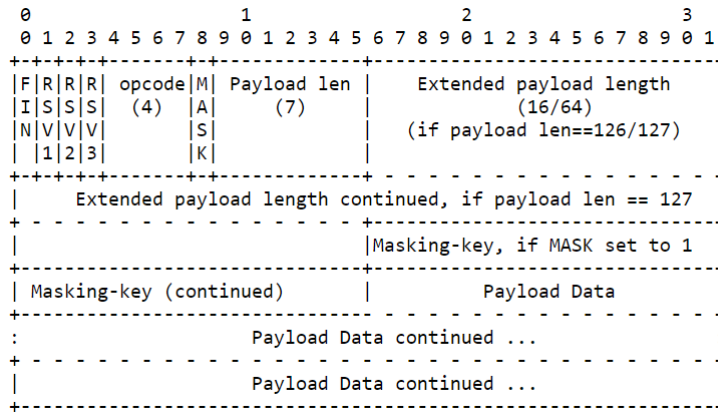 0                   1                   2                   3
0 1 2 3 4 5 6 7 8 9 0 1 2 3 4 5 6 7 8 9 0 1 2 3 4 5 6 7 8 9 0 1
+-+-+-+-+-------+-+-------------+-------------------------------
|F|R|R|R| opcode|M| Payload len |    Extended payload length
|I|S|S|S|  (4)  |A|     (7)     |             (16/64)
|N|V|V|V|       |S|             |   (if payload len==126/127)
| |1|2|3|       |K|             |
+-+-+-+-+-------+-+-------------+ - - - - - - - - - - - - - - -
|     Extended payload length continued, if payload len == 127
+ - - - - - - - - - - - - - - - +-------------------------------
|                               |Masking-key, if MASK set to 1
+-------------------------------+-------------------------------
| Masking-key (continued)       |          Payload Data
+-------------------------------- - - - - - - - - - - - - - - -
:                     Payload Data continued ...
+ - - - - - - - - - - - - - - - - - - - - - - - - - - - - - - -
|                     Payload Data continued ...
+---------------------------------------------------------------